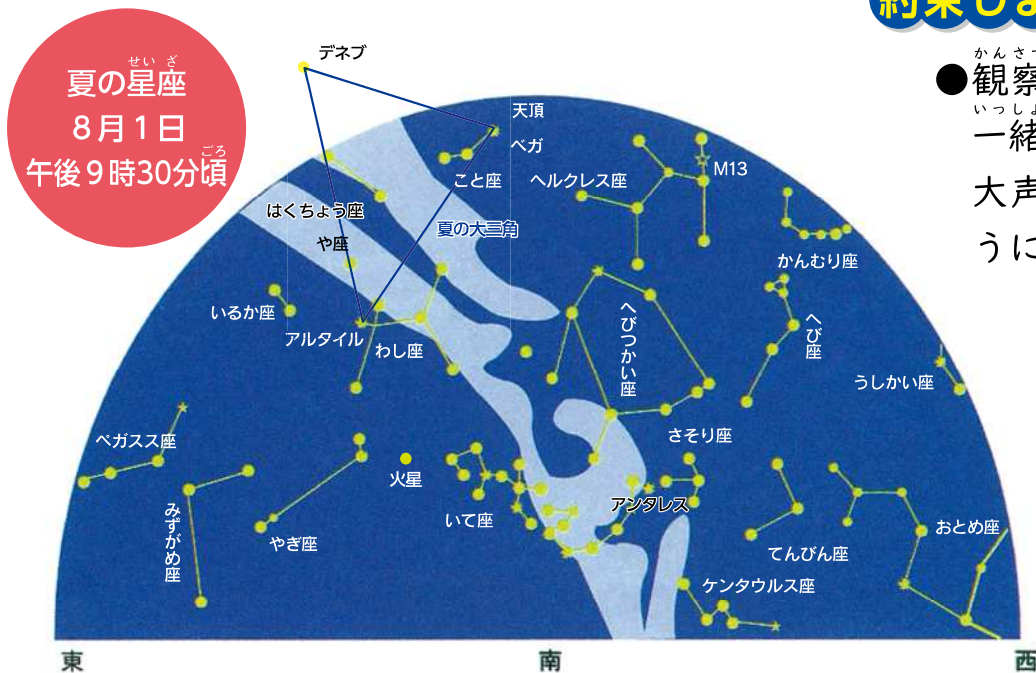 夏の星座
せいざ
8月1日
午後9時30分頃
ごろ
約束しま
●観察
かんさつ
一緒
いっしょ
大声
うに
デネブ
天頂
ベガ
こと座
ヘルクレス座
M13
はくちょう座
夏の大三角
や座
かんむり座
いるか座
アルタイル
わし座
へびつかい座
へび座
うしかい座
さそり座
ペガスス座
火星
アンタレス
いて座
みずがめ座
やぎ座
てんびん座
おとめ座
ケンタウルス座
東
南
西